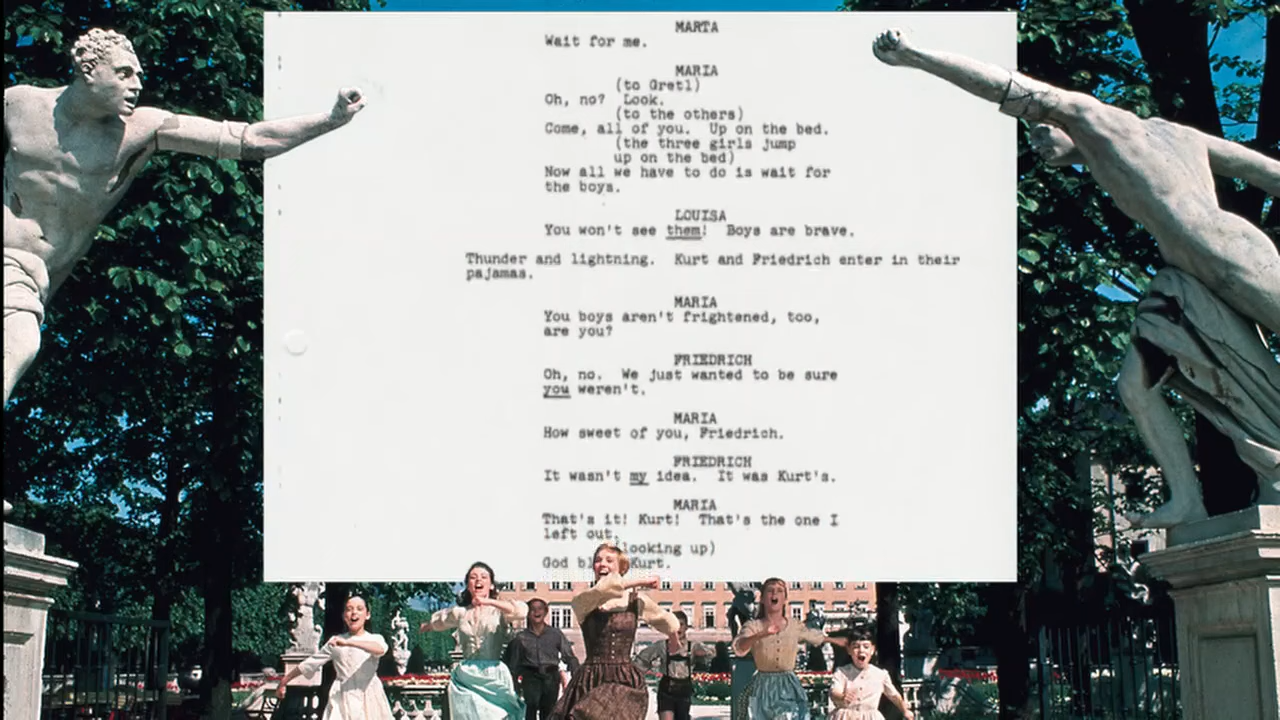 MARTA
Wait for me.
MARIA
(to Gretl)
Oh, no? Look.
(to the others)
Come, all of you. Up on the bed.
(the three girls jump
up on the bed)
Now all we have to do is wait for
the boys.
LOUISA
You won't see them! Boys are brave.
Thunder and lightning. Kurt and Friedrich enter in their
pajamas.
MARIA
You boys aren't frightened, too,
are you?
FRIEDRICH
Oh, no. We just wanted to be sure
you weren't.
MARIA
How sweet of you, Friedrich.
FRIEDRICH
It wasn't my idea. It was Kurt's.
MARIA
That's it! Kurt! That's the one I
left out.
looking up)
God Kurt.